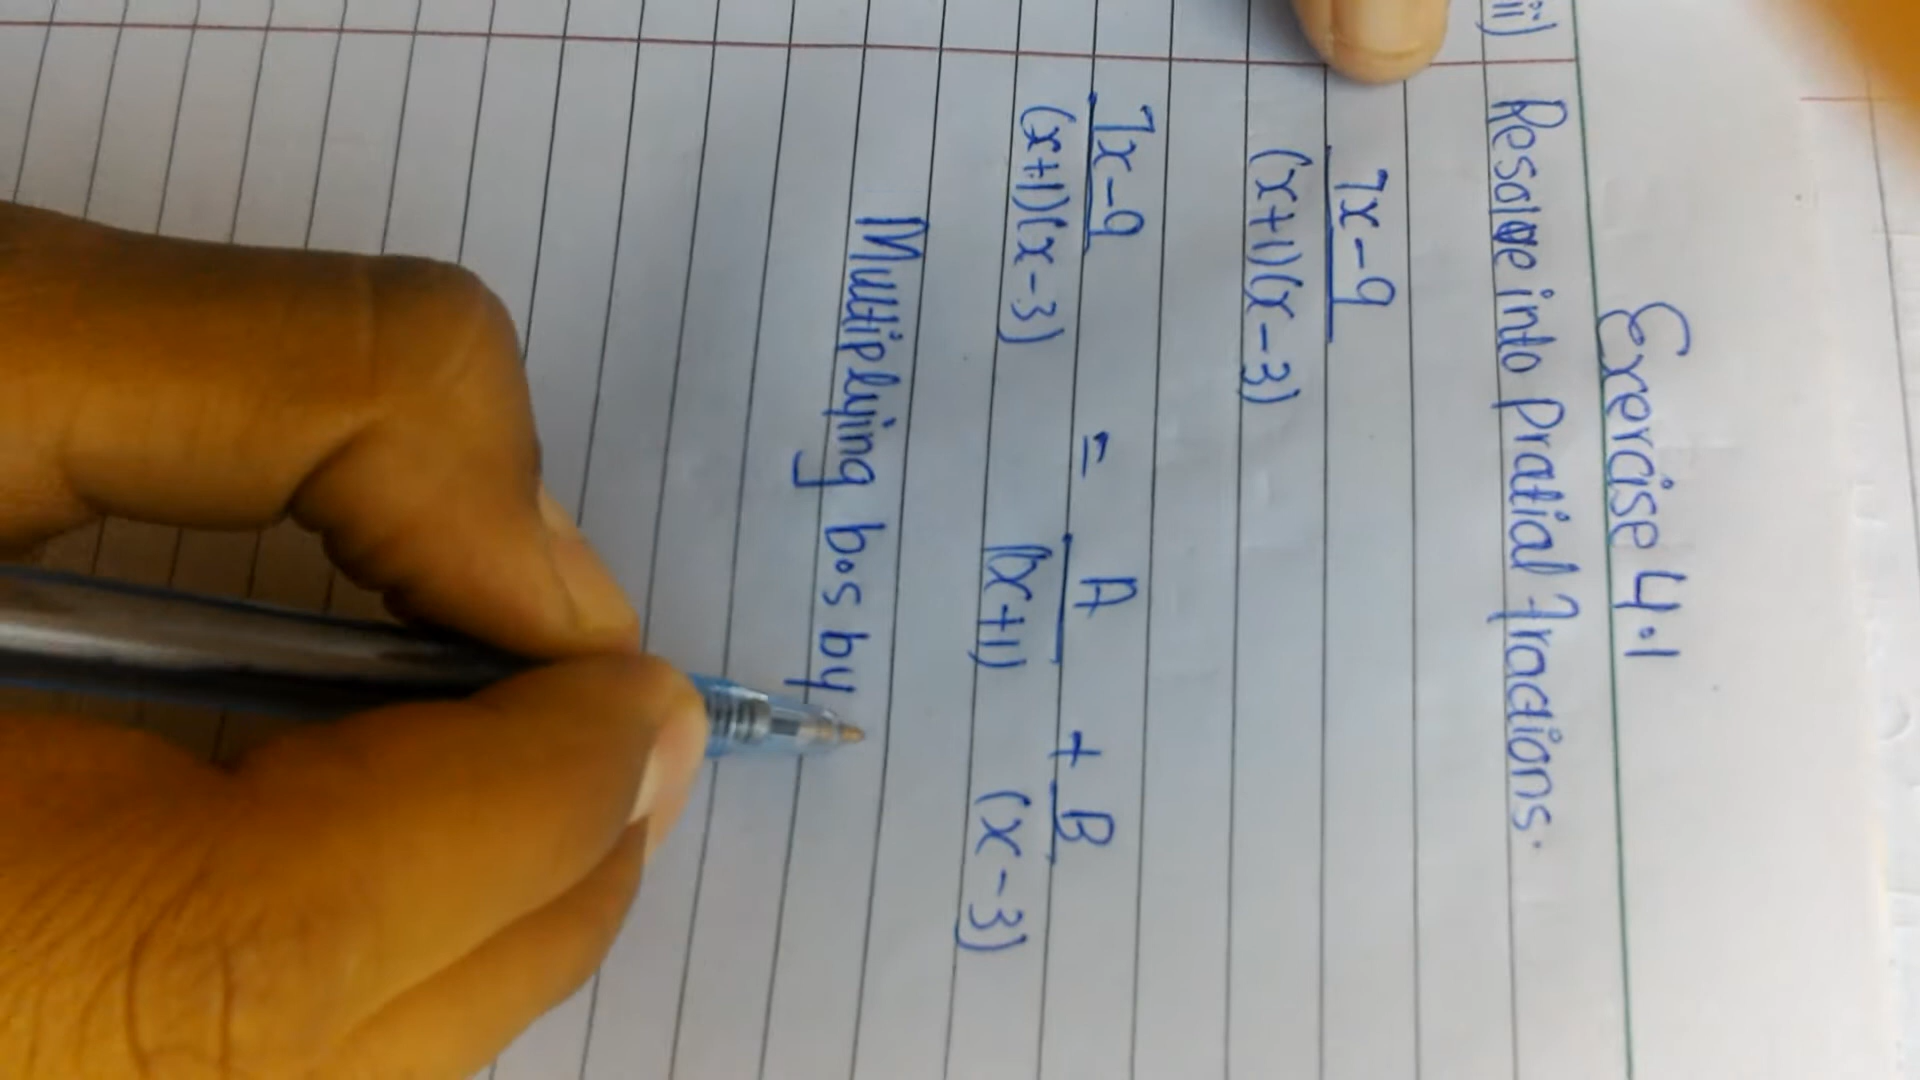 Exercise 4.1
ii) Resolve into Pratial Fractions.
7x-9
(x+1)(x-3)
7x-9 = A + B
(x+1)(x-3) (x+1) (x-3)
Multiplying b.s by